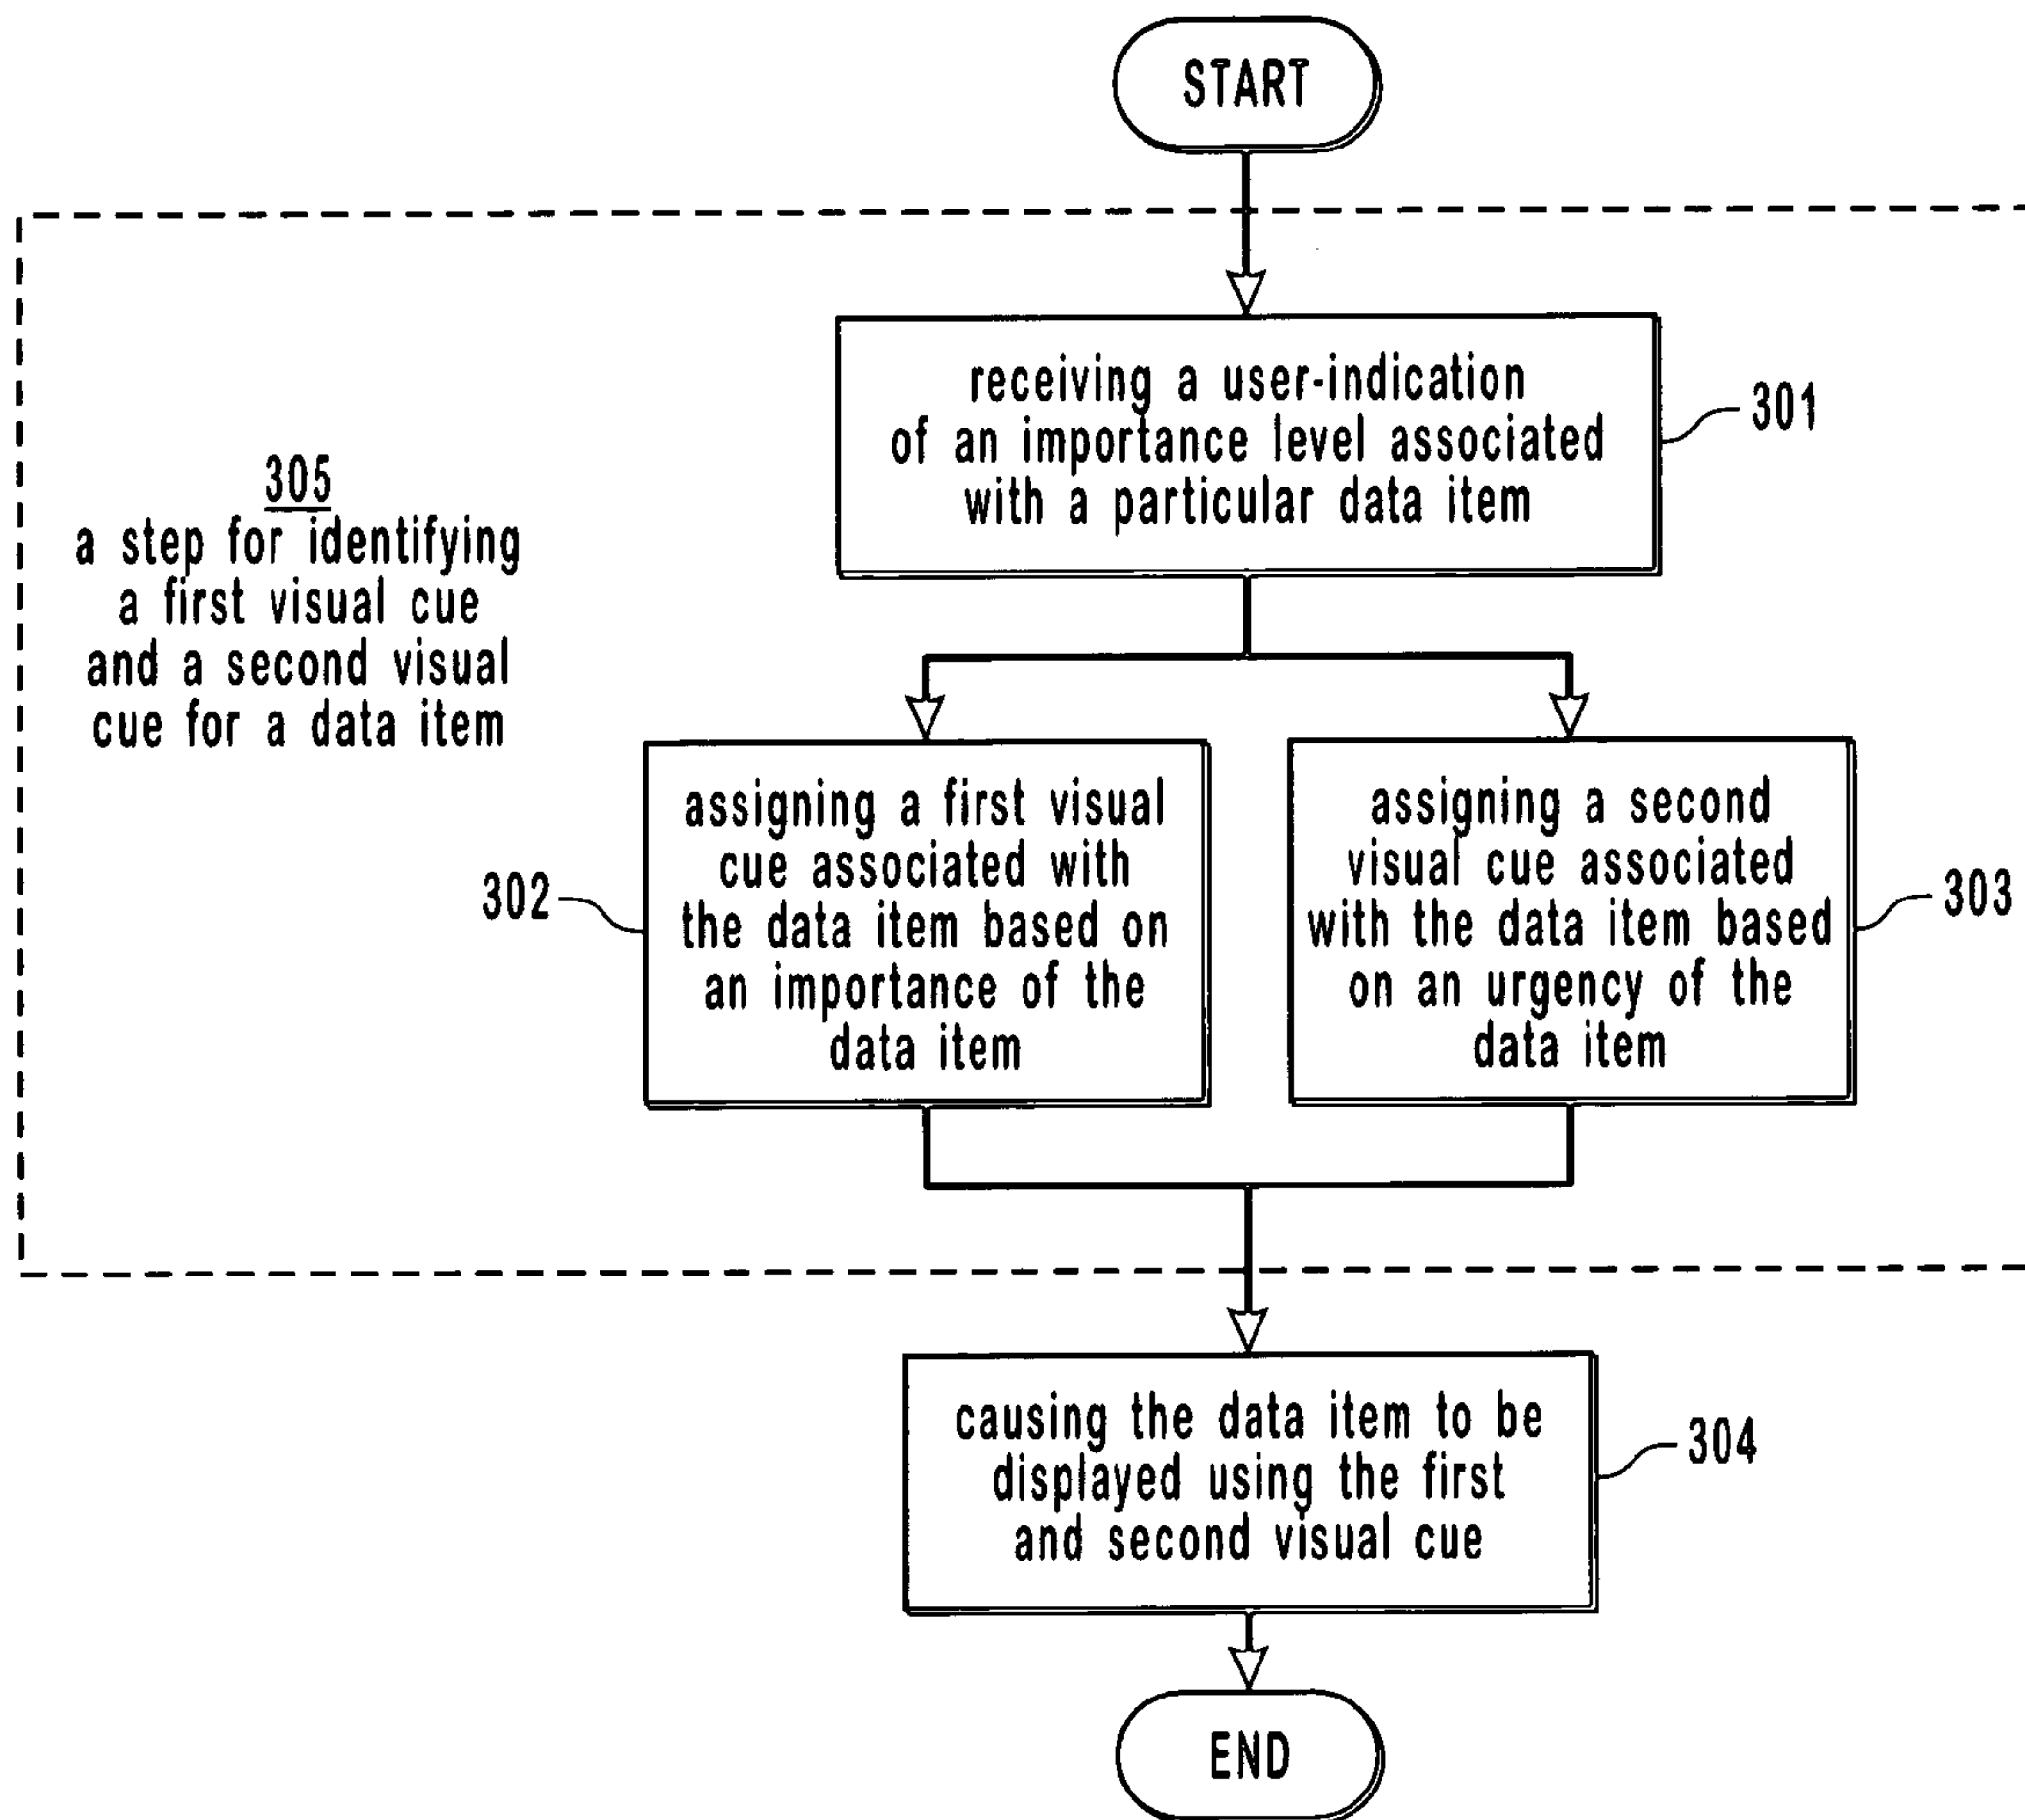 START
receiving a user-indication
of an importance level associated
with a particular data item
301
305
a step for identifying
a first visual cue
and a second visual
cue for a data item
assigning a first visual
cue associated with
the data item based on
an importance of the
data item
302
assigning a second
visual cue associated
with the data item based
on an urgency of the
data item
303
causing the data item to be
displayed using the first
and second visual cue
304
END